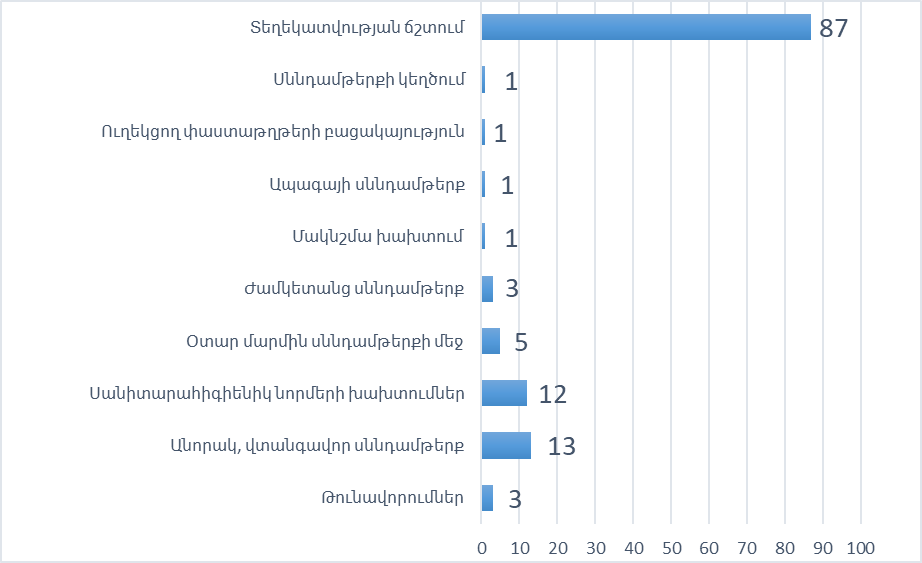 Տեղեկատվության ճշտում 87
Սննդամթերքի կեղծում 1
Ուղեկցող փաստաթղթերի բացակայություն 1
Ապագայի սննդամթերք 1
Մակնշմա խախտում 1
Ժամկետանց սննդամթերք 3
Օտար մարմին սննդամթերքի մեջ 5
Սանիտարահիգիենիկ նորմերի խախտումներ 12
Անորակ, վտանգավոր սննդամթերք 13
Թունավորումներ 3
0 10 20 30 40 50 60 70 80 90 100